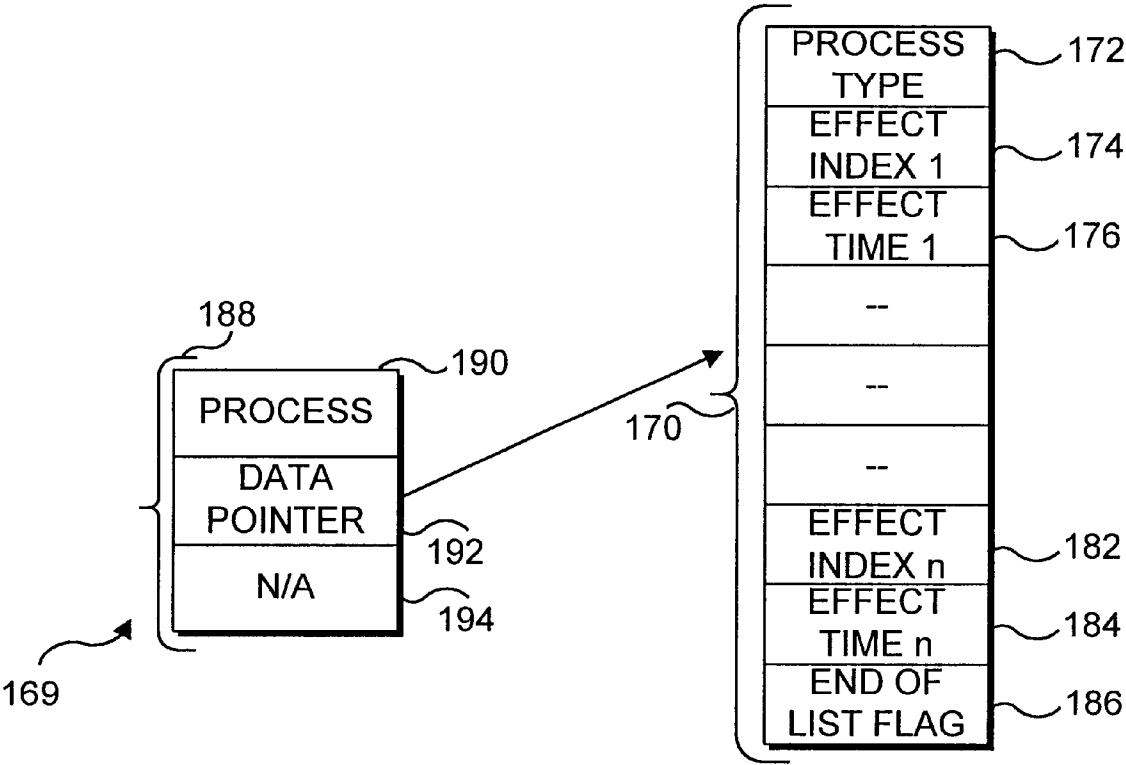 188
190
PROCESS
DATA
POINTER
192
N/A
194
169
170
PROCESS
TYPE
172
EFFECT
INDEX 1
174
EFFECT
TIME 1
176
--
--
--
EFFECT
INDEX n
182
EFFECT
TIME n
184
END OF
LIST FLAG
186